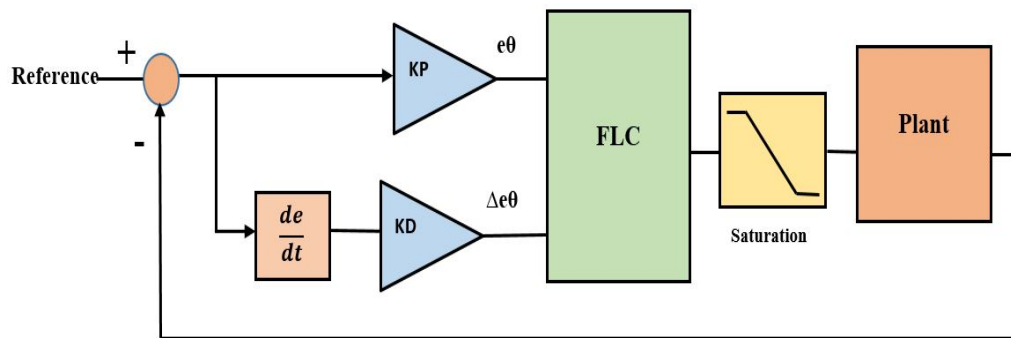 +
Reference
-
KP
eθ
de
dt
KD
Δeθ
FLC
Saturation
Plant